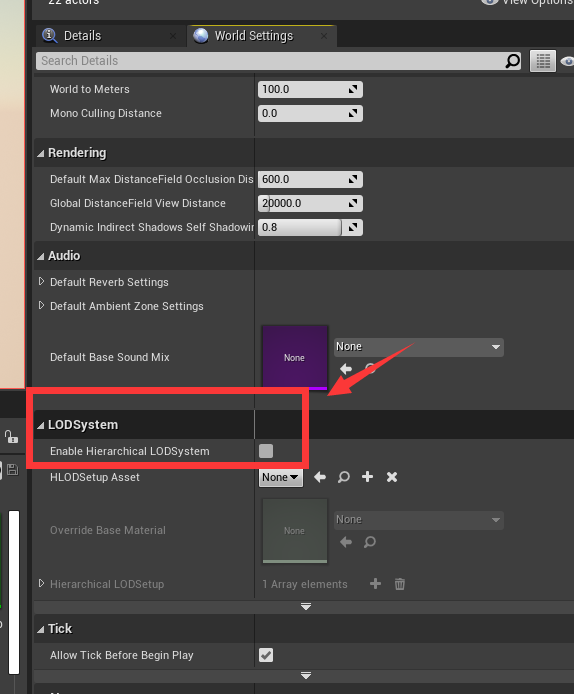 22 actors
View Options
Details
World Settings
Search Details
World to Meters
100.0
Mono Culling Distance
0.0
Rendering
Default Max DistanceField Occlusion Dis
600.0
Global DistanceField View Distance
20000.0
Dynamic Indirect Shadows Self Shadowin
0.8
Audio
Default Reverb Settings
Default Ambient Zone Settings
Default Base Sound Mix
None
None
LODSystem
Enable Hierarchical LODSystem
HLODSetup Asset
None
Override Base Material
None
None
Hierarchical LODSetup
1 Array elements
Tick
Allow Tick Before Begin Play